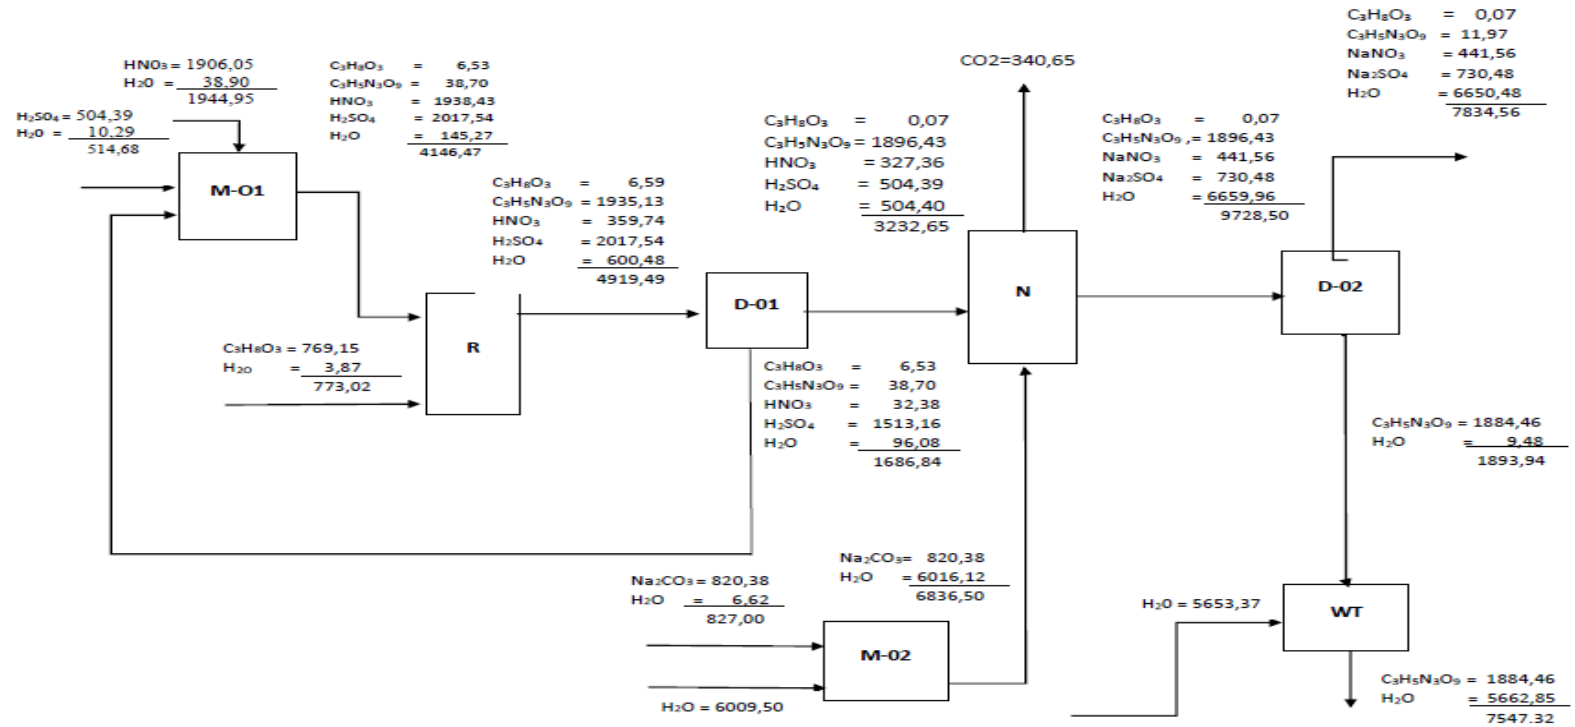 HNO3 = 1906,05
H20 = 38,90
1944,95
H2SO4 = 504,39
H20 = 10,29
514,68
M-O1
C3H8O3 = 6,53
C3H5N3O9 = 38,70
HNO3 = 1938,43
H2SO4 = 2017,54
H2O = 145,27
4146,47
C3H8O3 = 769,15
H2O = 3,87
773,02
R
C3H8O3 = 6,59
C3H5N3O9 = 1935,13
HNO3 = 359,74
H2SO4 = 2017,54
H2O = 600,48
4919,49
D-01
C3H8O3 = 0,07
C3H5N3O9 = 1896,43
HNO3 = 327,36
H2SO4 = 504,39
H2O = 504,40
3232,65
C3H8O3 = 6,53
C3H5N3O9 = 38,70
HNO3 = 32,38
H2SO4 = 1513,16
H2O = 96,08
1686,84
CO2=340,65
N
Na2CO3 = 820,38
H2O = 6,62
827,00
H2O = 6009,50
M-02
Na2CO3= 820,38
H2O = 6016,12
6836,50
C3H8O3 = 0,07
C3H5N3O9 ,= 1896,43
NaNO3 = 441,56
Na2SO4 = 730,48
H2O = 6659,96
9728,50
D-02
C3H8O3 = 0,07
C3H5N3O9 = 11,97
NaNO3 = 441,56
Na2SO4 = 730,48
H2O = 6650,48
7834,56
C3H5N3O9 = 1884,46
H2O = 9,48
1893,94
H20 = 5653,37
WT
C3H5N3O9 = 1884,46
H2O = 5662,85
7547,32